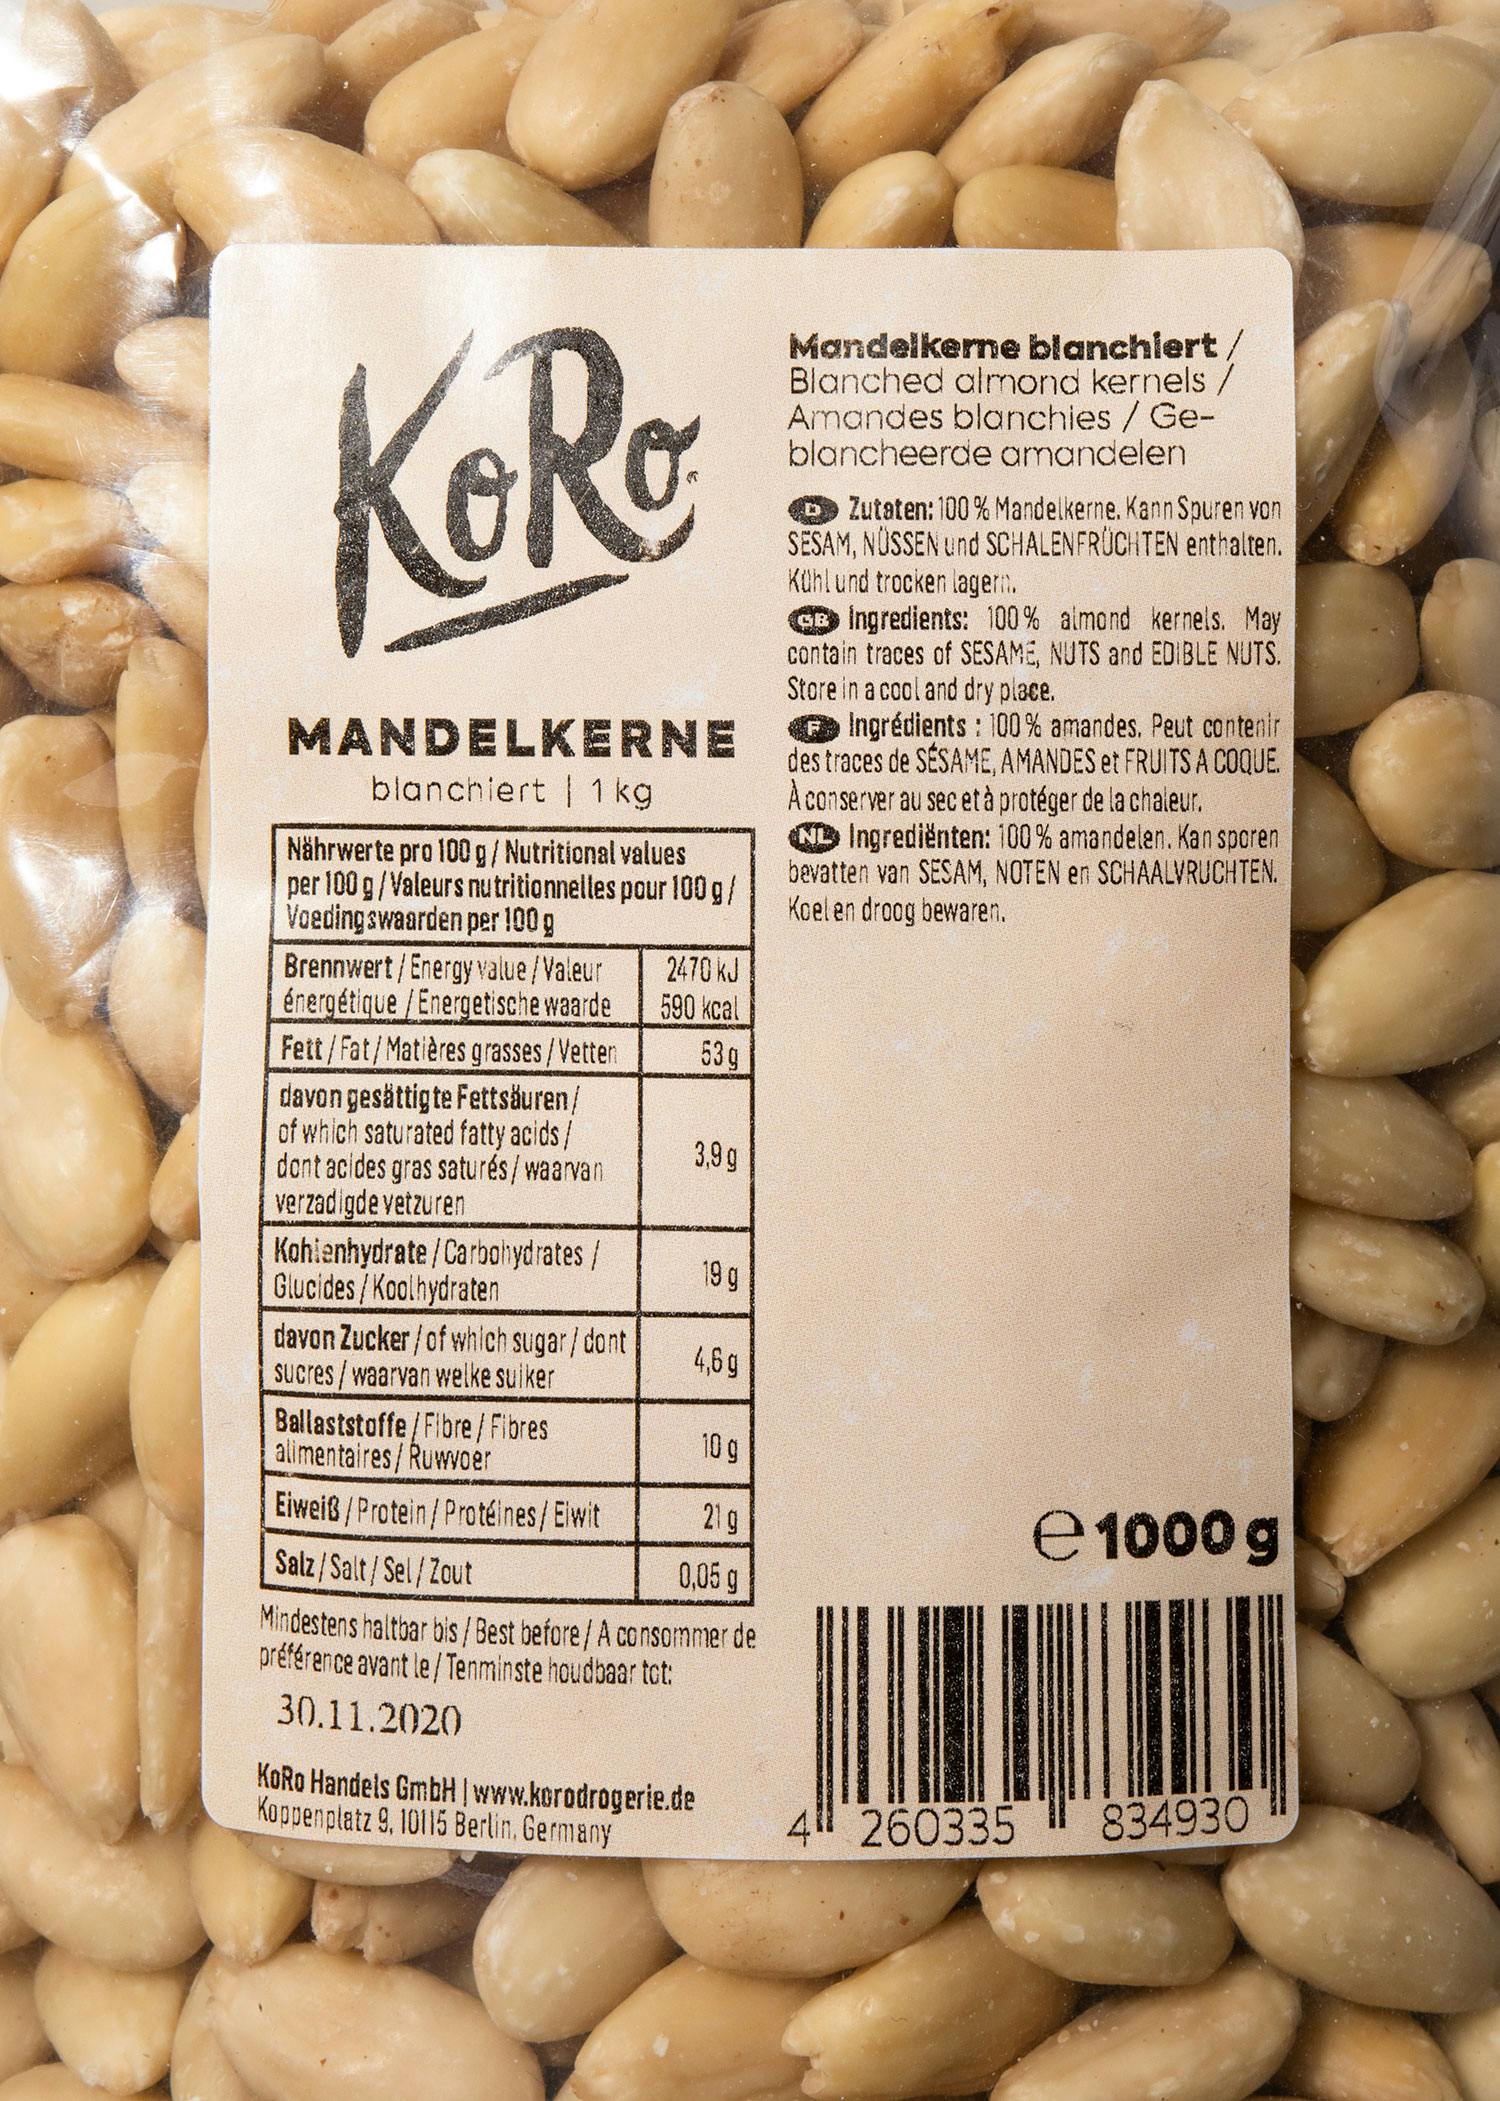 KoRo
MANDELKERNE
blanchiert | 1 kg
Nährwerte pro 100 g / Nutritional values
per 100 g / Valeurs nutritionnelles pour 100 g /
Voedingswaarden per 100 g
Brennwert / Energy value / Valeur
énergétique / Energetische waarde
2470 kJ
590 kcal
Fett / Fat / Matières grasses / Vetten
53 g
davon gesättigte Fettsäuren /
of which saturated fatty acids /
dont acides gras saturés / waarvan
verzadigde vetzuren
3,9 g
Kohlenhydrate / Carbohydrates /
Glucides / Koolhydraten
19 g
davon Zucker / of which sugar / dont
sucres / waarvan welke suiker
4,6 g
Ballaststoffe / Fibre / Fibres
alimentaires / Ruwvoer
10 g
Eiweiß / Protein / Protéines / Eiwit
21 g
Salz / Salt / Sel / Zout
0,05 g
Mindestens haltbar bis / Best before / A consommer de
préférence avant le / Tenminste houdbaar tot:
30.11.2020
KoRo Handels GmbH | www.korodrogerie.de
Koppenplatz 9, 10115 Berlin, Germany
Mandelkerne blanchiert /
Blanched almond kernels /
Amandes blanchies / Ge-
blancheerde amandelen
D Zutaten: 100 % Mandelkerne. Kann Spuren von
SESAM, NÜSSEN und SCHALENFRÜCHTEN enthalten.
Kühl und trocken lagern.
GB Ingredients: 100 % almond kernels. May
contain traces of SESAME, NUTS and EDIBLE NUTS.
Store in a cool and dry place.
F Ingrédients : 100 % amandes. Peut contenir
des traces de SÉSAME, AMANDES et FRUITS A COQUE.
À conserver au sec et à protéger de la chaleur.
NL Ingrediënten: 100 % amandelen. Kan sporen
bevatten van SESAM, NOTEN en SCHAALVRUCHTEN.
Koel en droog bewaren.
e 1000 g
4 260335 834930